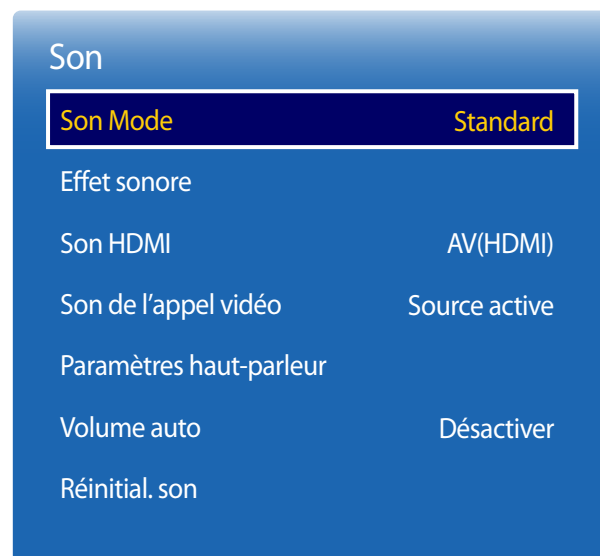 Son
Son Mode Standard
Effet sonore
Son HDMI AV(HDMI)
Son de l’appel vidéo Source active
Paramètres haut-parleur
Volume auto Désactiver
Réinitial. son